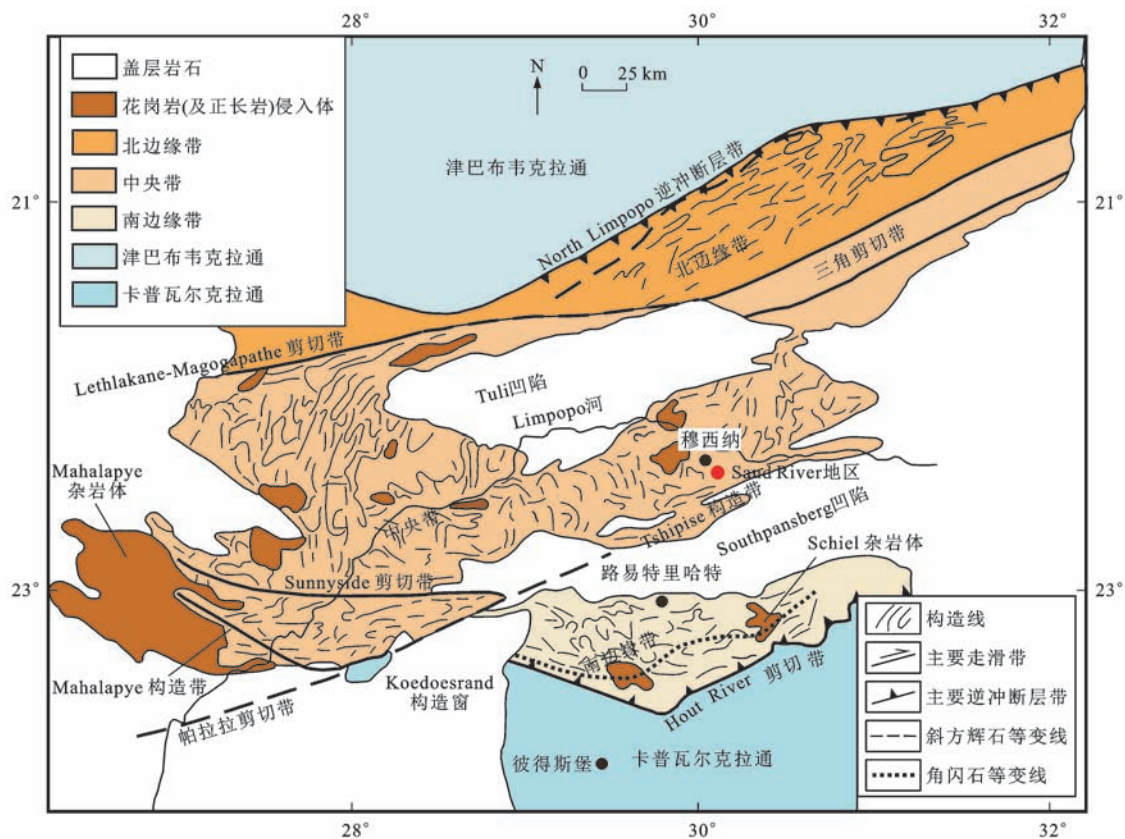 28°
30°
32°
盖层岩石
花岗岩(及正长岩)侵入体
北边缘带
中央带
南边缘带
津巴布韦克拉通
卡普瓦尔克拉通
N
0 25 km
津巴布韦克拉通
North Limpopo 逆冲断层带
北边缘带
三角剪切带
21°
21°
Lethlakane-Magogapathe 剪切带
Tuli凹陷
Limpopo河
穆西纳
Saud River地区
Mahalapye
杂岩体
中央带
Tshipise 构造带
Southpansberg凹陷
Schiel 杂岩体
Sunnyside 剪切带
路易特里哈特
23°
23°
南边缘带
Mahalapye 构造带
Koedoesrand
构造窗
Hout River 剪切带
帕拉拉剪切带
彼得斯堡
卡普瓦尔克拉通
构造线
主要走滑带
主要逆冲断层带
斜方辉石等变线
角闪石等变线
28°
30°
32°